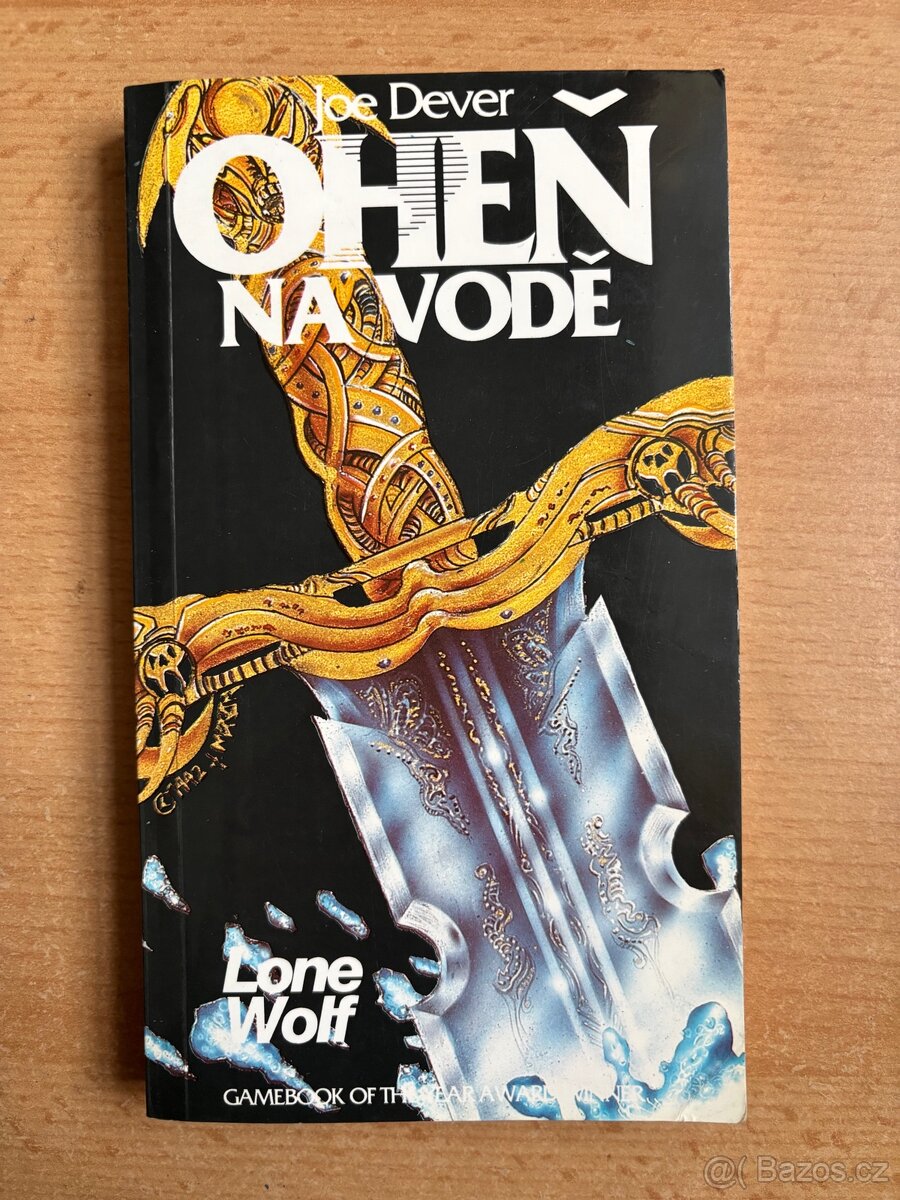 Joe Dever
OHEŇ
NA VODĚ
Lone
Wolf
GAMEBOOK OF THE YEAR AWARD WINNER
@( Bazos.cz